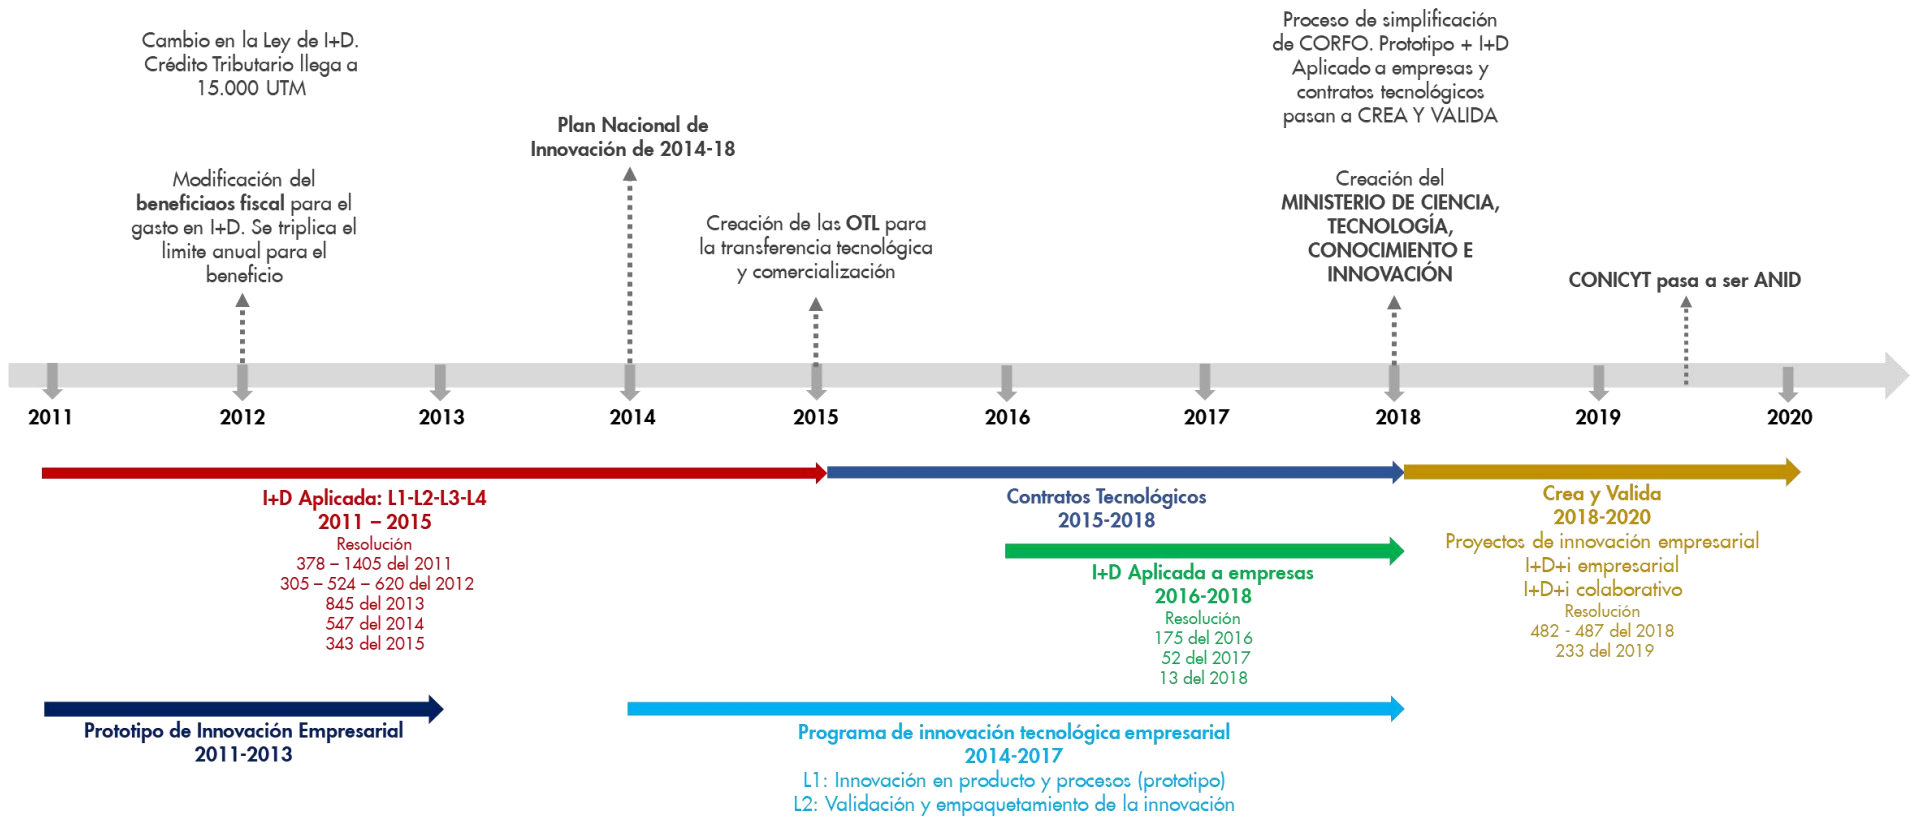 Cambio en la Ley de I+D.
Crédito Tributario llega a
15.000 UTM
Modificación del
beneficiaos fiscal para el
gasto en I+D. Se triplica el
limite anual para el
beneficio
Plan Nacional de
Innovación de 2014-18
Creación de las OTL para
la transferencia tecnológica
y comercialización
Proceso de simplificación
de CORFO. Prototipo + I+D
Aplicado a empresas y
contratos tecnológicos
pasan a CREA Y VALIDA
Creación del
MINISTERIO DE CIENCIA,
TECNOLOGÍA,
CONOCIMIENTO E
INNOVACIÓN
CONICYT pasa a ser ANID
2011
2012
2013
2014
2015
2016
2017
2018
2019
2020
I+D Aplicada: L1-L2-L3-L4
2011 – 2015
Resolución
378 – 1405 del 2011
305 – 524 – 620 del 2012
845 del 2013
547 del 2014
343 del 2015
Contratos Tecnológicos
2015-2018
I+D Aplicada a empresas
2016-2018
Resolución
175 del 2016
52 del 2017
13 del 2018
Crea y Valida
2018-2020
Proyectos de innovación empresarial
I+D+i empresarial
I+D+i colaborativo
Resolución
482 - 487 del 2018
233 del 2019
Prototipo de Innovación Empresarial
2011-2013
Programa de innovación tecnológica empresarial
2014-2017
L1: Innovación en producto y procesos (prototipo)
L2: Validación y empaquetamiento de la innovación